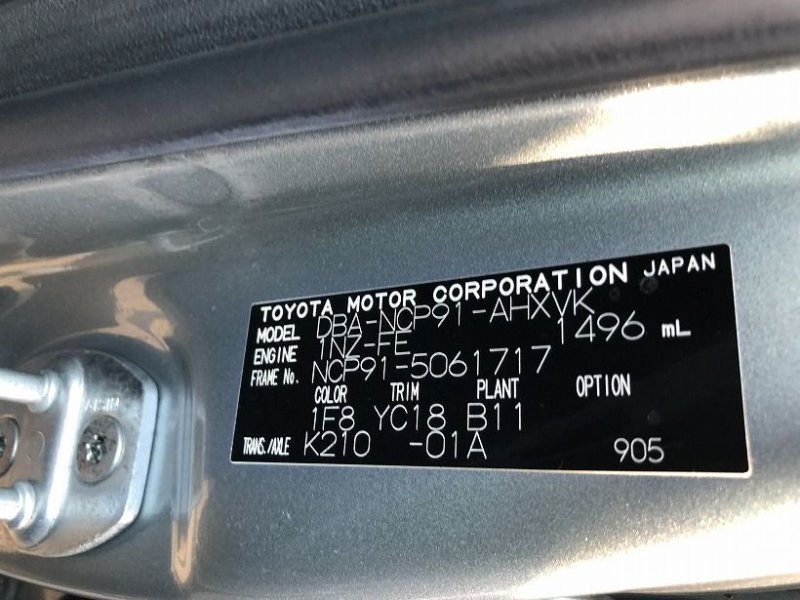 TOYOTA MOTOR CORPORATION JAPAN
MODEL DBA-NCP91-AHXVK
ENGINE 1NZ-FE 1496 mL
FRAME No. NCP91-5061717
COLOR TRIM PLANT OPTION
1F8 YC18 B11
TRANS./AXLE K210 -01A 905
AISIN